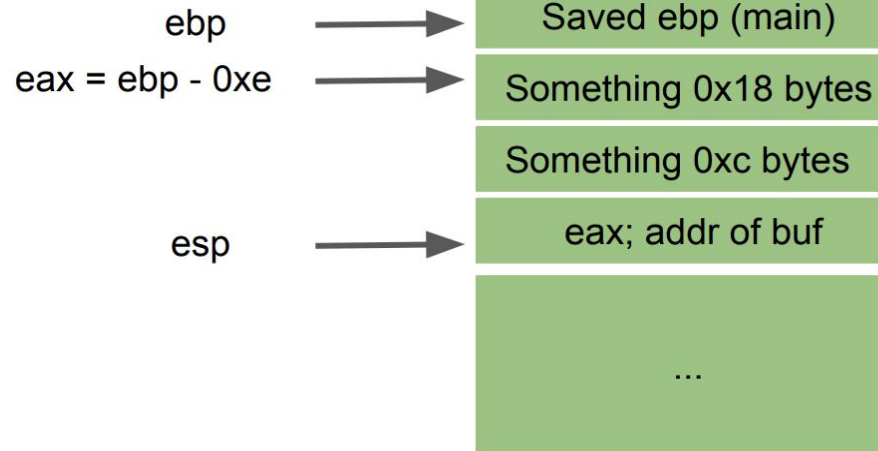 ebp
Saved ebp (main)
eax = ebp - 0xe
Something 0x18 bytes
Something 0xc bytes
esp
eax; addr of buf
...